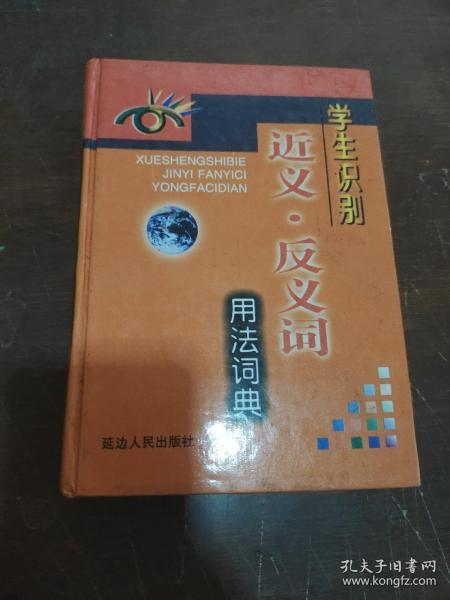 学生识别
近义·反义词
用法词典
XUESHENGSHIBIE
JINYI FANYICI
YONGFACIDIAN
延边人民出版社
孔夫子旧书网
www.kongfz.com